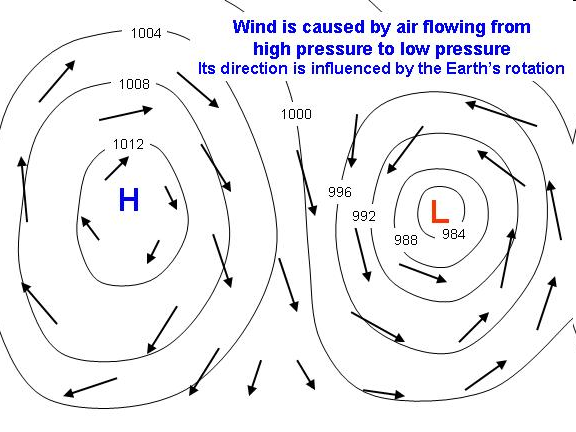 Wind is caused by air flowing from
high pressure to low pressure
Its direction is influenced by the Earth's rotation
1004
1008
1000
1012
996
992
H
L
988
984